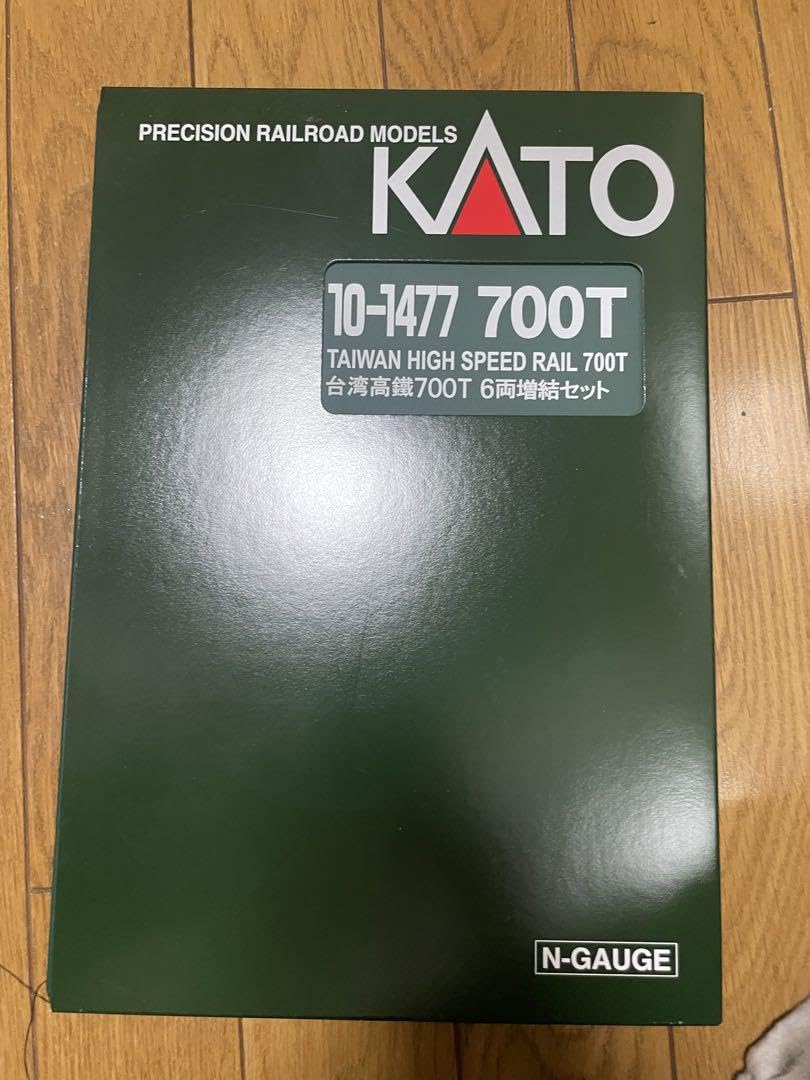 PRECISION RAILROAD MODELS
KATO
10-1477 700T
TAIWAN HIGH SPEED RAIL 700T
台湾高鐵700T 6両増結セット
N-GAUGE